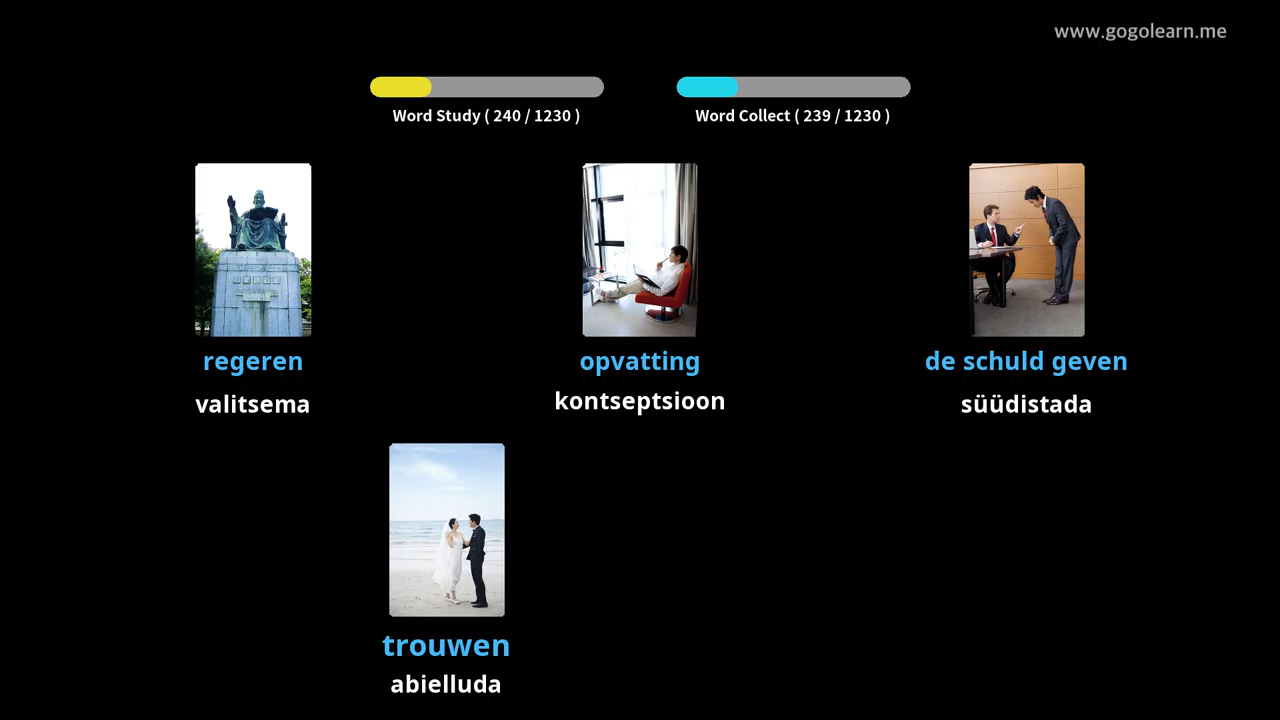 www.gogolearn.me
Word Study ( 240 / 1230 )
Word Collect ( 239 / 1230 )
regeren
valitsema
opvatting
kontseptsioon
de schuld geven
süüdistada
trouwen
abielluda